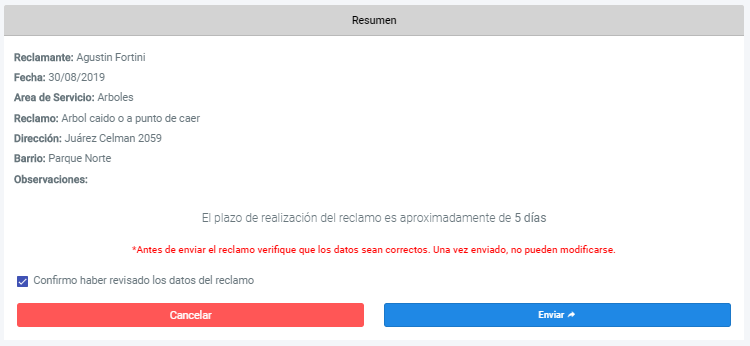 Resumen
Reclamante: Agustin Fortini
Fecha: 30/08/2019
Area de Servicio: Arboles
Reclamo: Arbol caido o a punto de caer
Dirección: Juárez Celman 2059
Barrio: Parque Norte
Observaciones:
El plazo de realización del reclamo es aproximadamente de 5 días
*Antes de enviar el reclamo verifique que los datos sean correctos. Una vez enviado, no pueden modificarse.
Confirmo haber revisado los datos del reclamo
Cancelar
Enviar